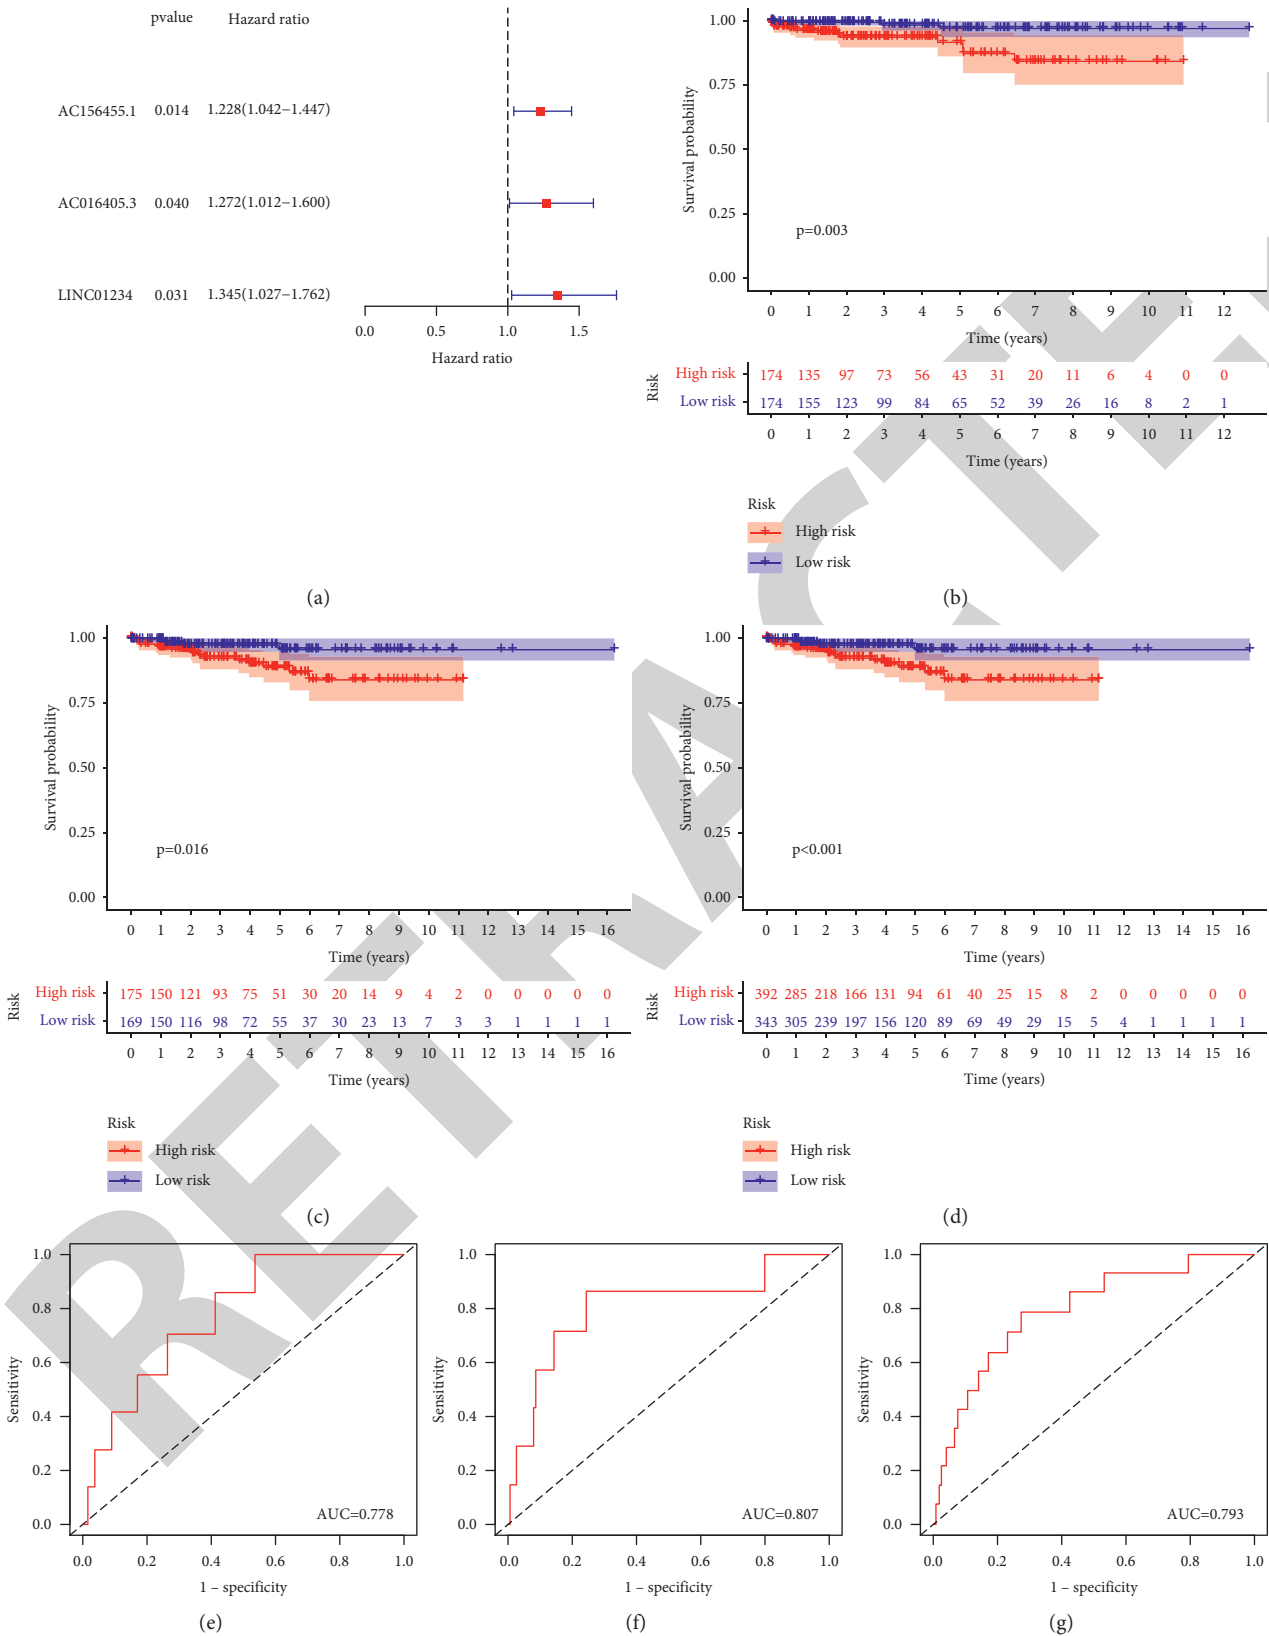 pvalue Hazard ratio
AC156455.1 0.014 1.228(1.042−1.447)
AC016405.3 0.040 1.272(1.012−1.600)
LINC01234 0.031 1.345(1.027−1.762)
0.0 0.5 1.0 1.5
Hazard ratio
(a)
Survival probability
1.00
0.75
0.50
0.25
0.00
p=0.003
0 1 2 3 4 5 6 7 8 9 10 11 12
Time (years)
Risk
High risk 174 135 97 73 56 43 31 20 11 6 4 0 0
Low risk 174 155 123 99 84 65 52 39 26 16 8 2 1
0 1 2 3 4 5 6 7 8 9 10 11 12
Time (years)
Risk
High risk
Low risk
(b)
Survival probability
1.00
0.75
0.50
0.25
0.00
p=0.016
0 1 2 3 4 5 6 7 8 9 10 11 12 13 14 15 16
Time (years)
Risk
High risk 175 150 121 93 75 51 30 20 14 9 4 2 0 0 0 0 0
Low risk 169 150 116 98 72 55 37 30 23 13 7 3 3 1 1 1 1
0 1 2 3 4 5 6 7 8 9 10 11 12 13 14 15 16
Time (years)
Risk
High risk
Low risk
(c)
Survival probability
1.00
0.75
0.50
0.25
0.00
p<0.001
0 1 2 3 4 5 6 7 8 9 10 11 12 13 14 15 16
Time (years)
Risk
High risk 392 285 218 166 131 94 61 40 25 15 8 2 0 0 0 0 0
Low risk 343 305 239 197 156 120 89 69 49 29 15 5 4 1 1 1 1
0 1 2 3 4 5 6 7 8 9 10 11 12 13 14 15 16
Time (years)
Risk
High risk
Low risk
(d)
Sensitivity
1.0
0.8
0.6
0.4
0.2
0.0
AUC=0.778
0.0 0.2 0.4 0.6 0.8 1.0
1 − specificity
(e)
Sensitivity
1.0
0.8
0.6
0.4
0.2
0.0
AUC=0.807
0.0 0.2 0.4 0.6 0.8 1.0
1 − specificity
(f)
Sensitivity
1.0
0.8
0.6
0.4
0.2
0.0
AUC=0.793
0.0 0.2 0.4 0.6 0.8 1.0
1 − specificity
(g)
RETRACTE